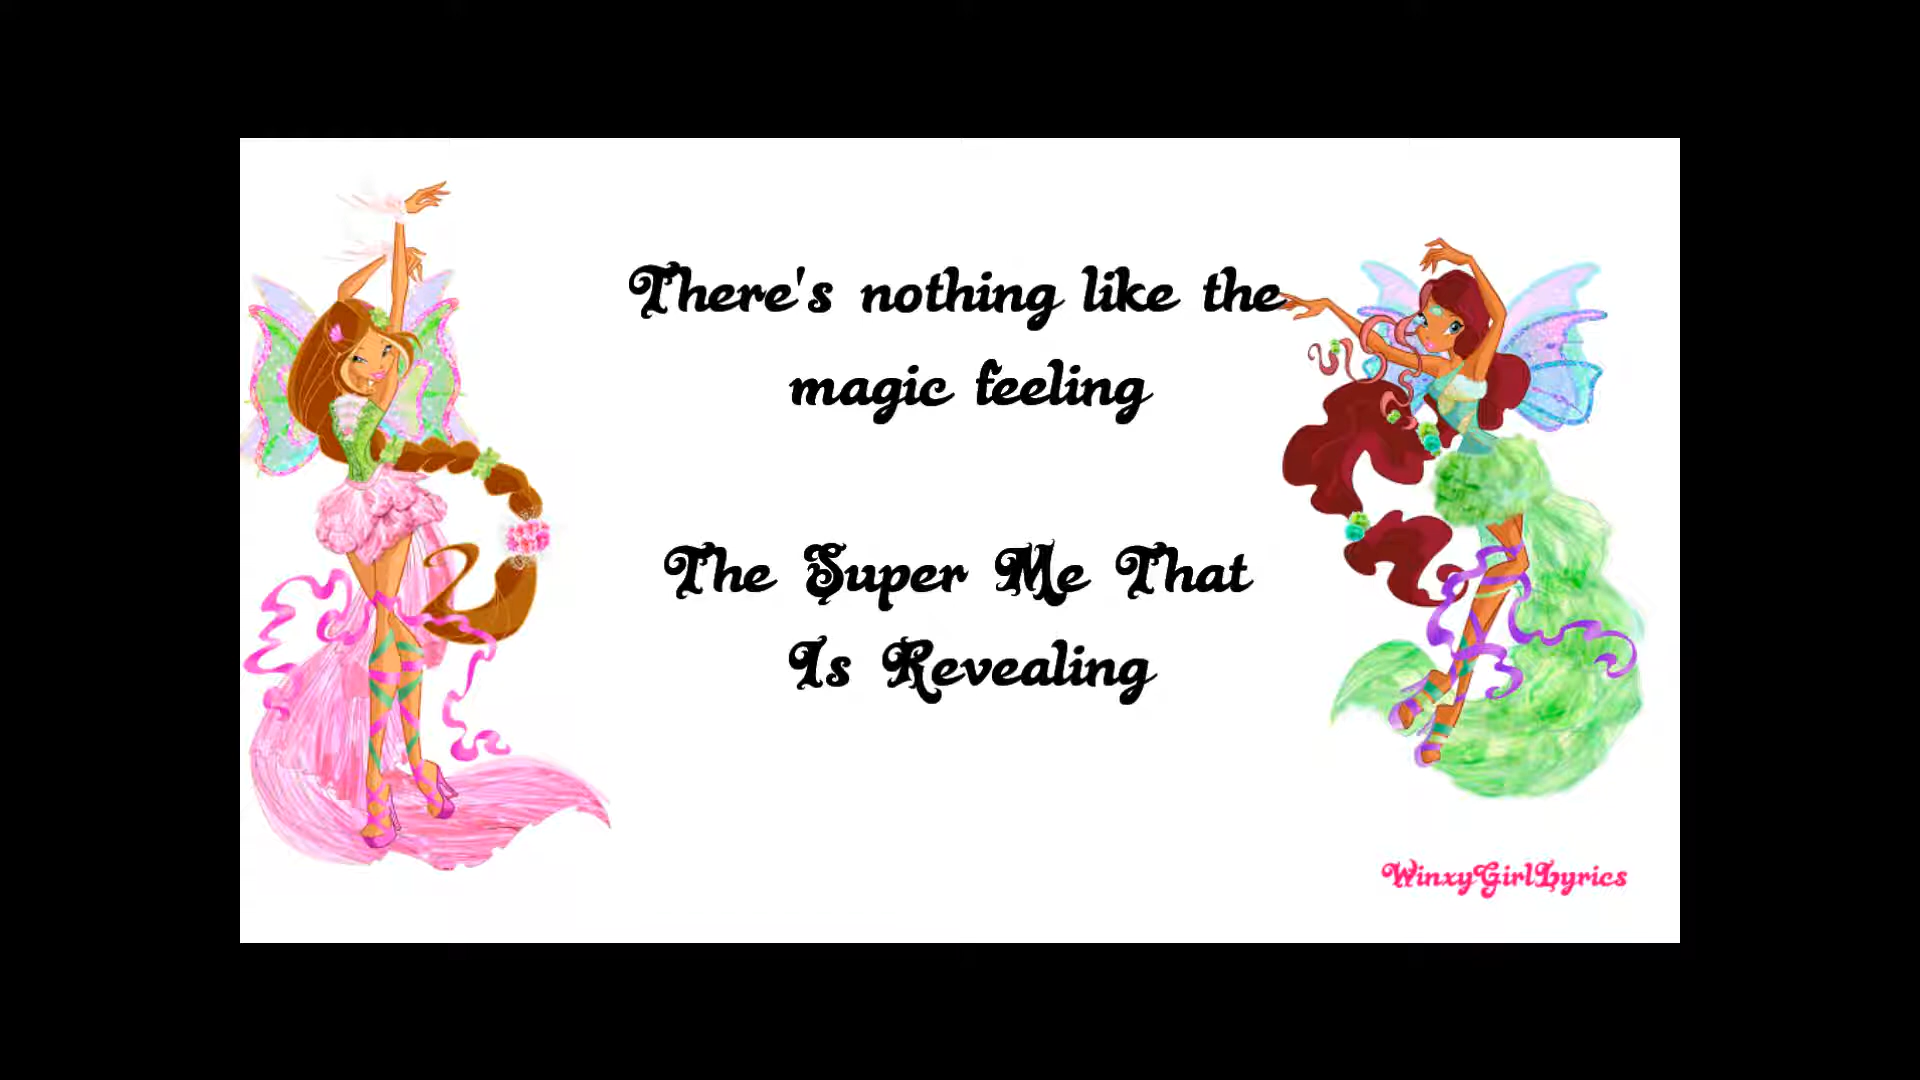 There's nothing like the
magic feeling
The Super Me That
Is Revealing
WinxyGirlLyrics